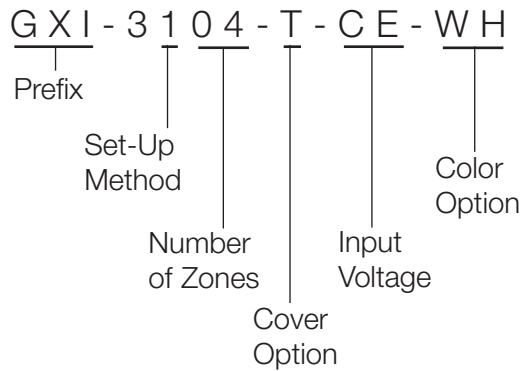 GXI-3104-T-CE-WH
Prefix
Set-Up
Method
Number
of Zones
Cover
Option
Input
Voltage
Color
Option